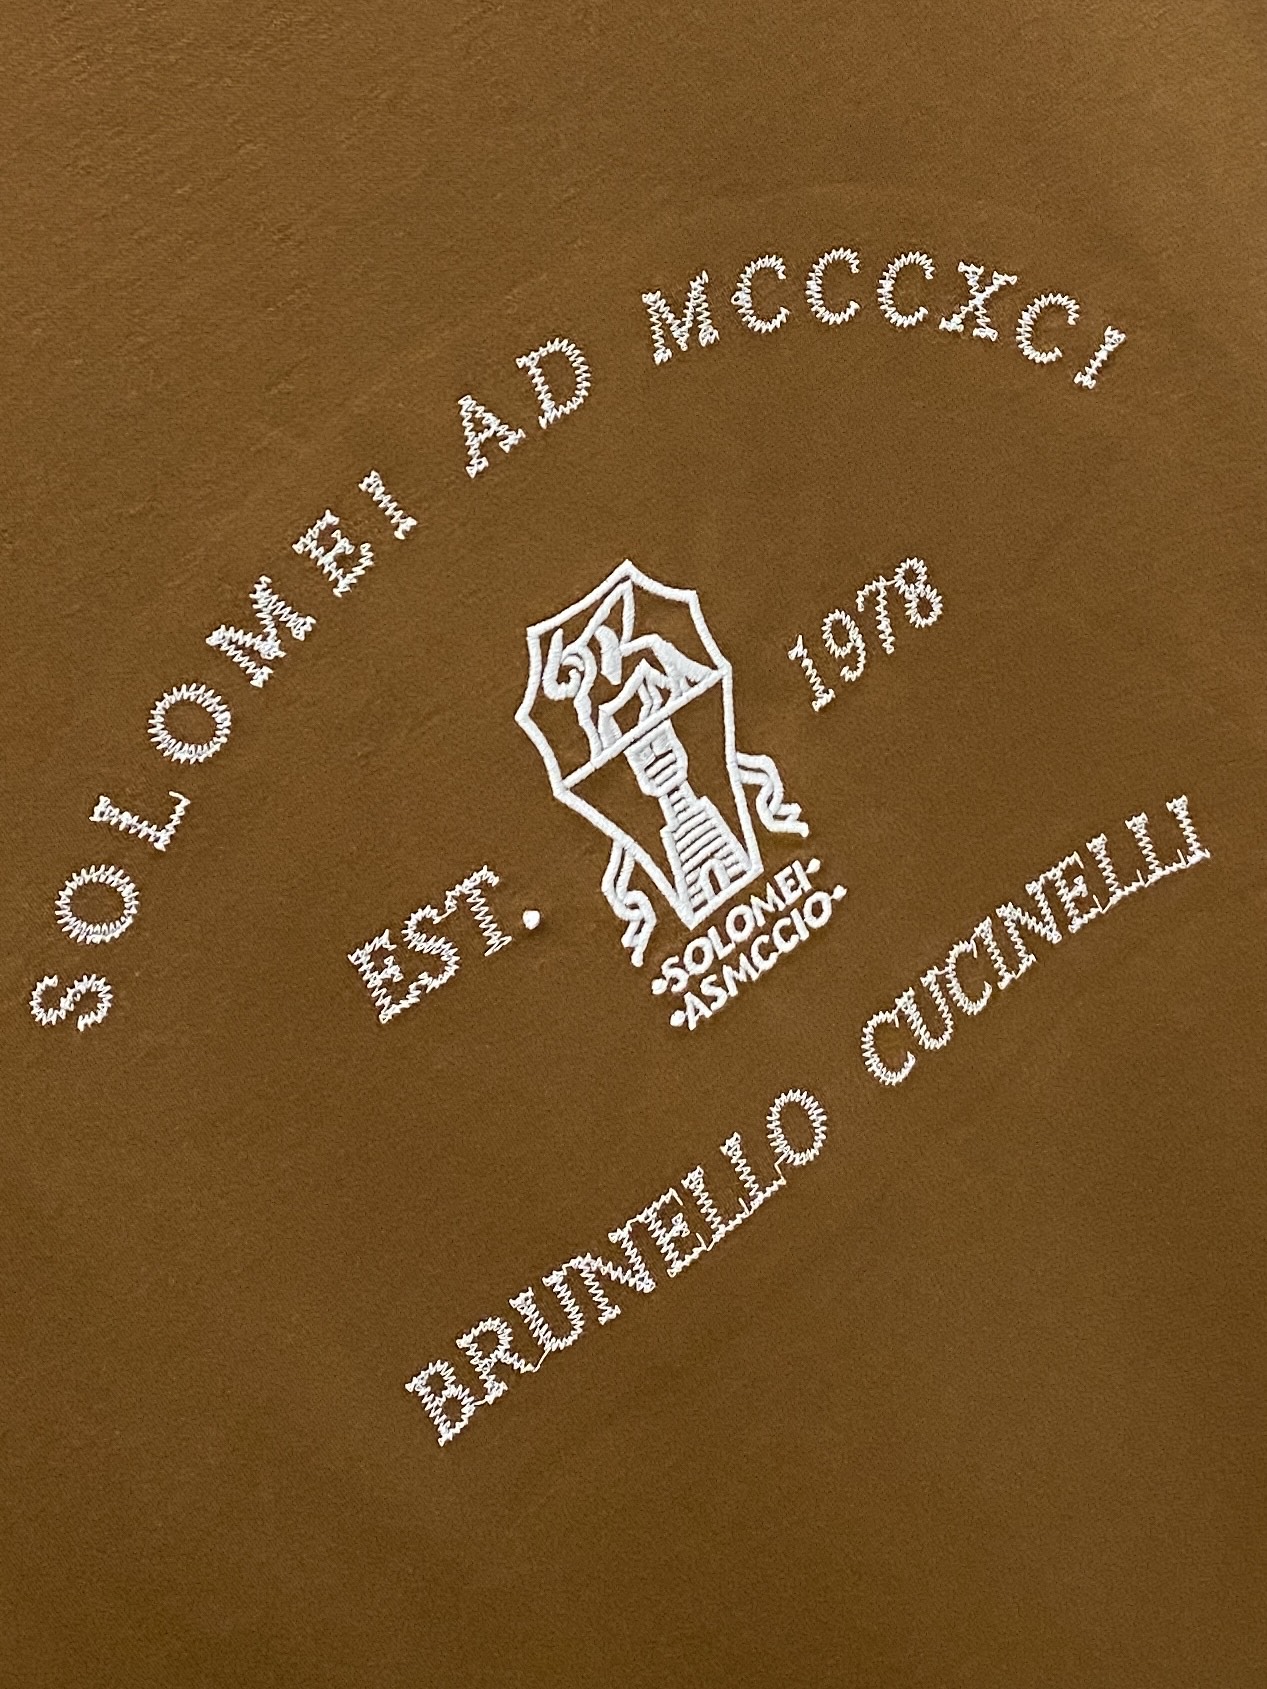 SOLOMEI AD MCCCXCI
EST. 1978
·SOLOMEI·
·ASMCCIO·
BRUNELLO CUCINELLI